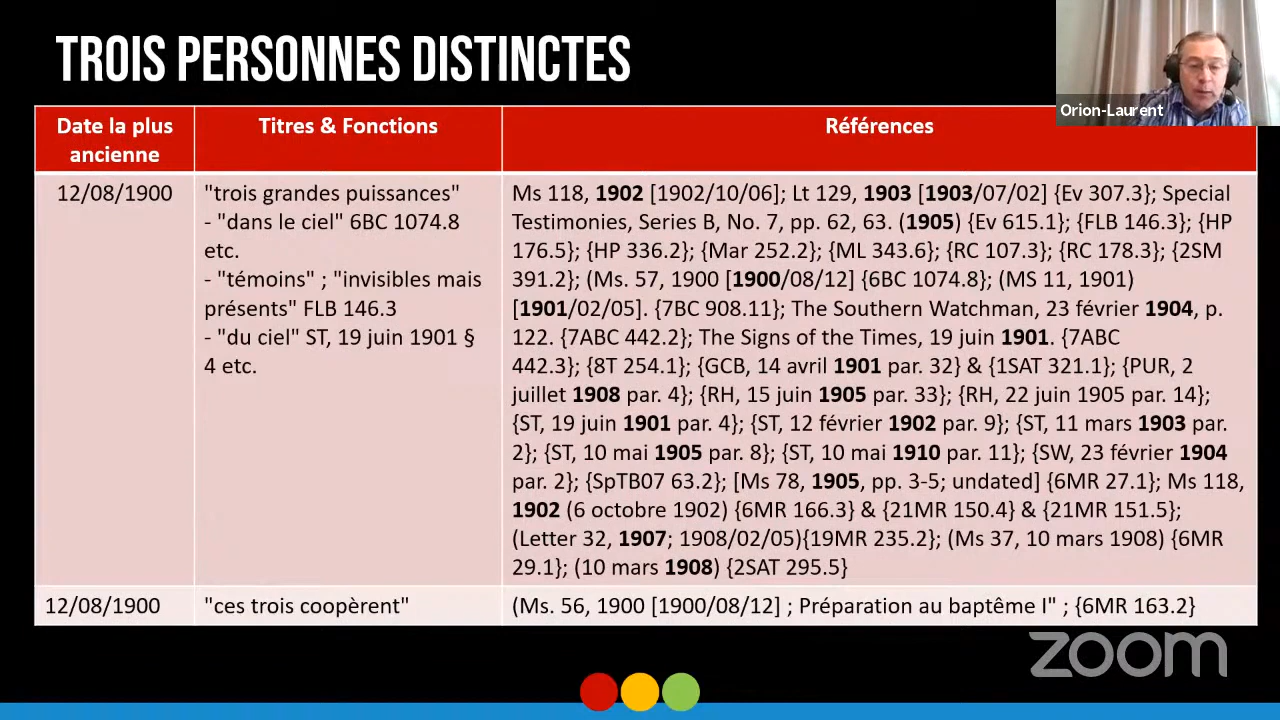 TROIS PERSONNES DISTINCTES
Orion-Laurent
Date la plus
ancienne
Titres & Fonctions
Références
12/08/1900
"trois grandes puissances"
- "dans le ciel" 6BC 1074.8
etc.
- "témoins" ; "invisibles mais
présents" FLB 146.3
- "du ciel" ST, 19 juin 1901 §
4 etc.
Ms 118, 1902 [1902/10/06]; Lt 129, 1903 [1903/07/02] {Ev 307.3}; Special
Testimonies, Series B, No. 7, pp. 62, 63. (1905) {Ev 615.1}; {FLB 146.3}; {HP
176.5}; {HP 336.2}; {Mar 252.2}; {ML 343.6}; {RC 107.3}; {RC 178.3}; {2SM
391.2}; (Ms. 57, 1900 [1900/08/12] {6BC 1074.8}; (MS 11, 1901)
[1901/02/05]. {7BC 908.11}; The Southern Watchman, 23 février 1904, p.
122. {7ABC 442.2}; The Signs of the Times, 19 juin 1901. {7ABC
442.3}; {8T 254.1}; {GCB, 14 avril 1901 par. 32} & {1SAT 321.1}; {PUR, 2
juillet 1908 par. 4}; {RH, 15 juin 1905 par. 33}; {RH, 22 juin 1905 par. 14};
{ST, 19 juin 1901 par. 4}; {ST, 12 février 1902 par. 9}; {ST, 11 mars 1903 par.
2}; {ST, 10 mai 1905 par. 8}; {ST, 10 mai 1910 par. 11}; {SW, 23 février 1904
par. 2}; {SpTB07 63.2}; [Ms 78, 1905, pp. 3-5; undated] {6MR 27.1}; Ms 118,
1902 (6 octobre 1902) {6MR 166.3} & {21MR 150.4} & {21MR 151.5};
(Letter 32, 1907; 1908/02/05){19MR 235.2}; (Ms 37, 10 mars 1908) {6MR
29.1}; (10 mars 1908) {2SAT 295.5}
12/08/1900
"ces trois coopèrent"
(Ms. 56, 1900 [1900/08/12] ; Préparation au baptême I" ; {6MR 163.2}
zoom